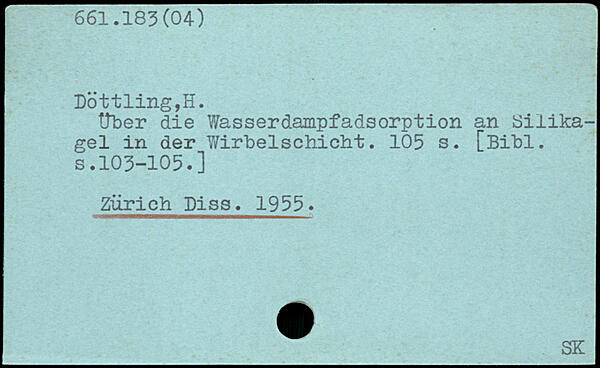 661.183(04)
Döttling,H.
Über die Wasserdampfadsorption an Silika-
gel in der Wirbelschicht. 105 s. [Bibl.
s.103-105.]
Zürich Diss. 1955.
SK